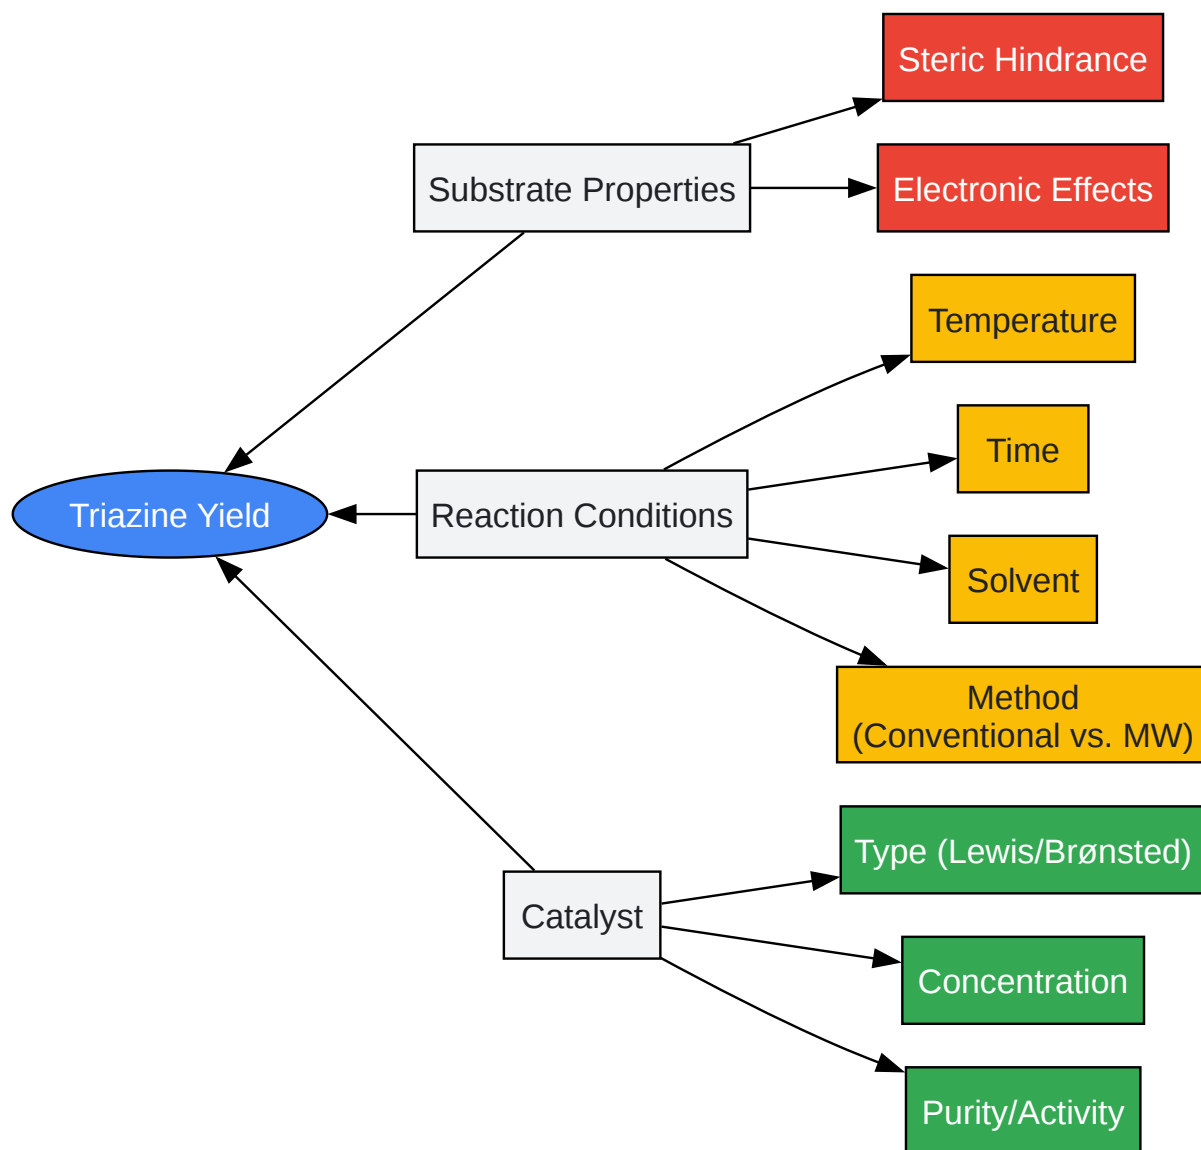 Steric Hindrance
Substrate Properties
Electronic Effects
Temperature
Time
Triazine Yield
Reaction Conditions
Solvent
Method
(Conventional vs. MW)
Type (Lewis/Brønsted)
Catalyst
Concentration
Purity/Activity